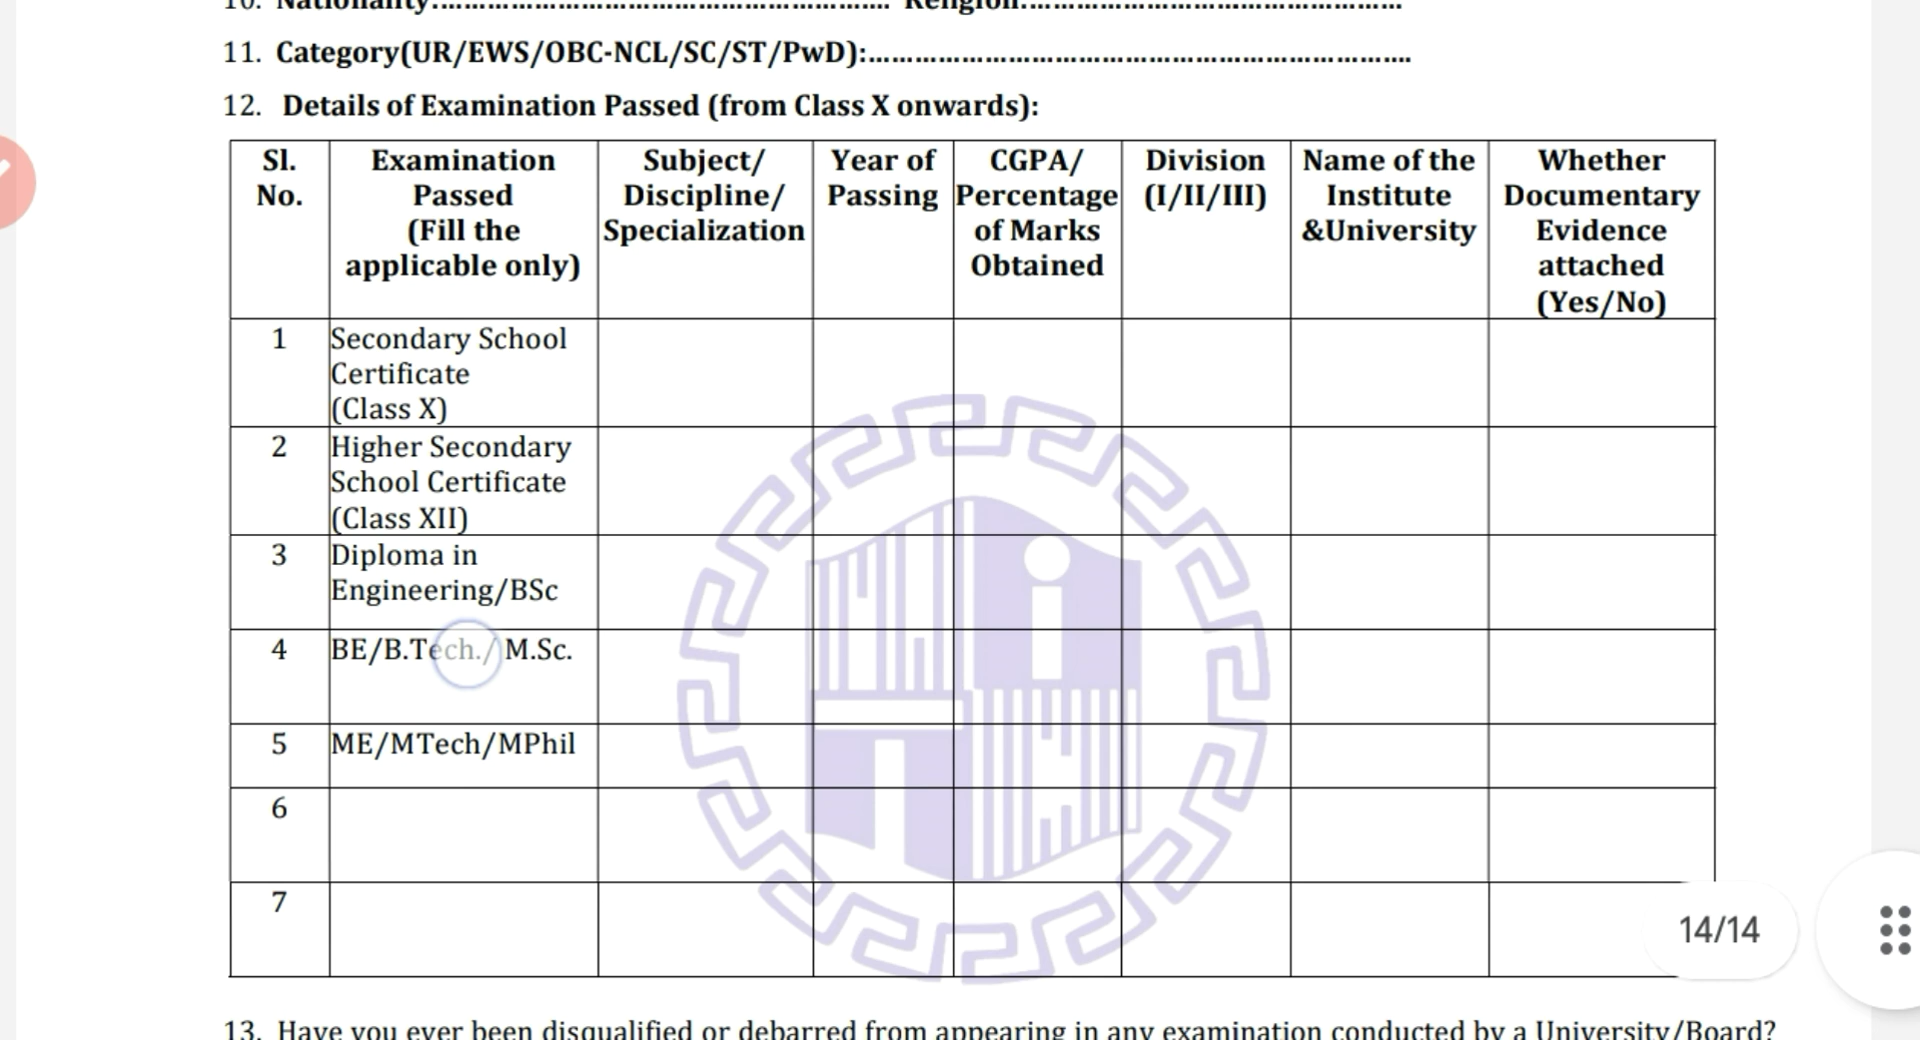 10. Nationality:................................................ Religion:................................................
11. Category(UR/EWS/OBC-NCL/SC/ST/PwD):................................................
12. Details of Examination Passed (from Class X onwards):
Sl. No. Examination Passed (Fill the applicable only) Subject/ Discipline/ Specialization Year of Passing CGPA/ Percentage of Marks Obtained Division (I/II/III) Name of the Institute &University Whether Documentary Evidence attached (Yes/No)
1 Secondary School
Certificate
(Class X)
2 Higher Secondary
School Certificate
(Class XII)
3 Diploma in
Engineering/BSc
4 BE/B.Tech./ M.Sc.
5 ME/MTech/MPhil
6
7
14/14
13. Have you ever been disqualified or debarred from appearing in any examination conducted by a University/Board?